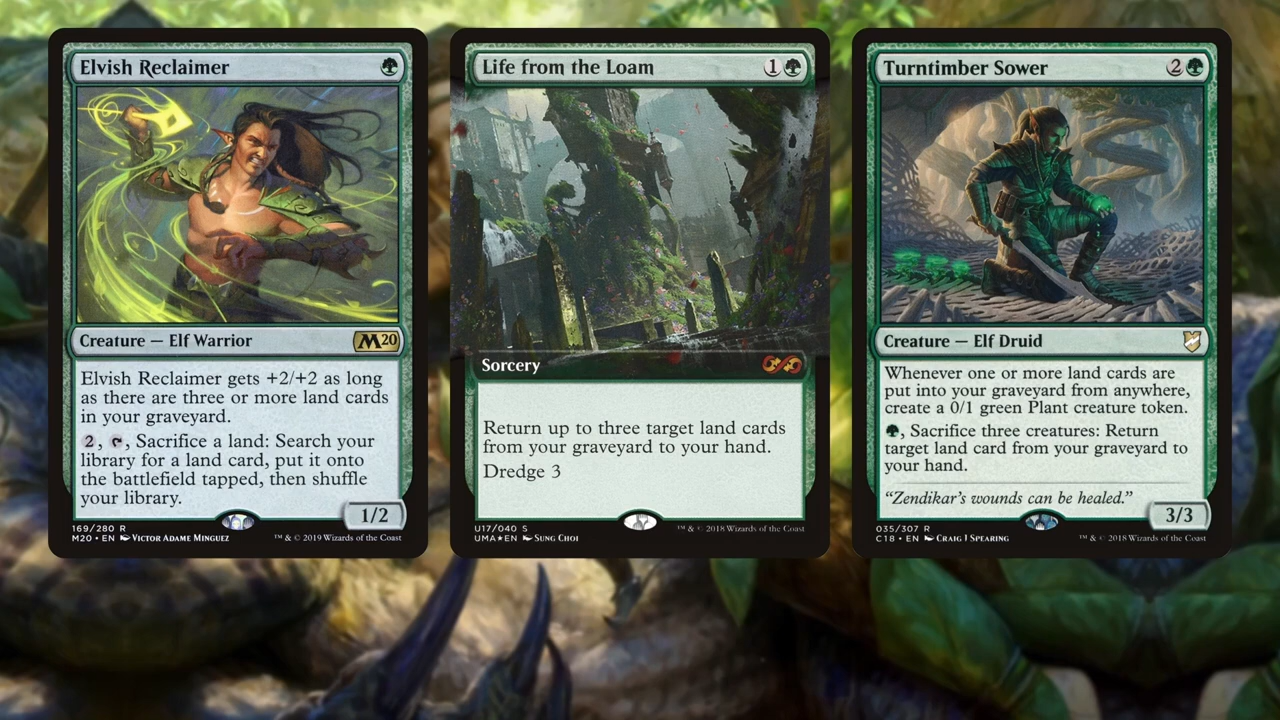 Elvish Reclaimer
Creature — Elf Warrior
M20
Elvish Reclaimer gets +2/+2 as long
as there are three or more land cards
in your graveyard.
2, , Sacrifice a land: Search your
library for a land card, put it onto
the battlefield tapped, then shuffle
your library.
1/2
169/280 R
M20 • EN Victor Adame Minguez
™ & © 2019 Wizards of the Coast
Life from the Loam
1
Sorcery
Return up to three target land cards
from your graveyard to your hand.
Dredge 3
U17/040 S
UMA★EN Sung Choi
™ & © 2018 Wizards of the Coast
Turntimber Sower
2
Creature — Elf Druid
Whenever one or more land cards are
put into your graveyard from anywhere,
create a 0/1 green Plant creature token.
, Sacrifice three creatures: Return
target land card from your graveyard to
your hand.
“Zendikar’s wounds can be healed.”
3/3
035/307 R
C18 • EN Craig J Spearing
™ & © 2018 Wizards of the Coast